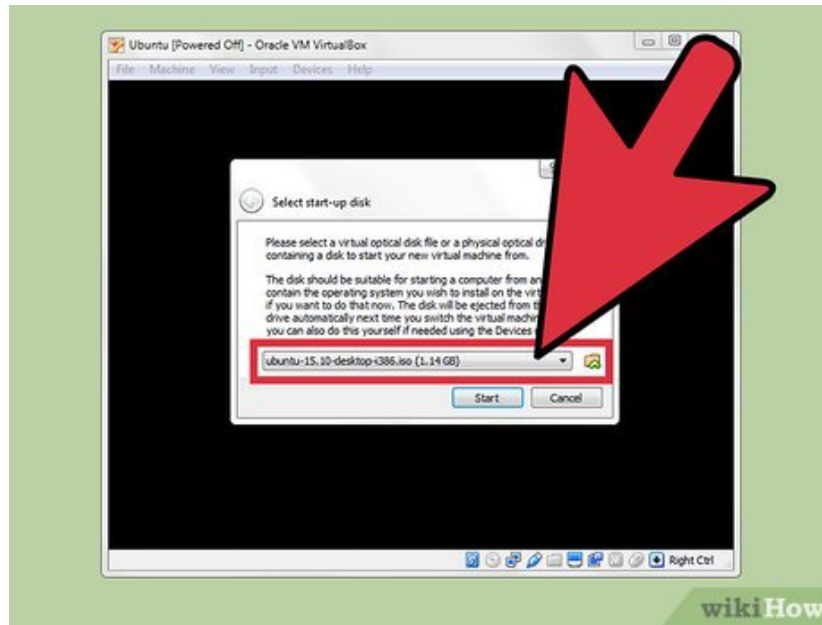 Ubuntu [Powered Off] - Oracle VM VirtualBox
File Machine View Input Devices Help
Select start-up disk
Please select a virtual optical disk file or a physical optical
containing a disk to start your new virtual machine from.
The disk should be suitable for starting a computer from
contain the operating system you wish to install on the
if you want to do that now. The disk will be ejected from
drive automatically next time you switch the virtual
you can also do this yourself if needed using the Devices
ubuntu-15.10-desktop-i386.iso (1.14 GB)
Start Cancel
Right Ctrl
wikiHow